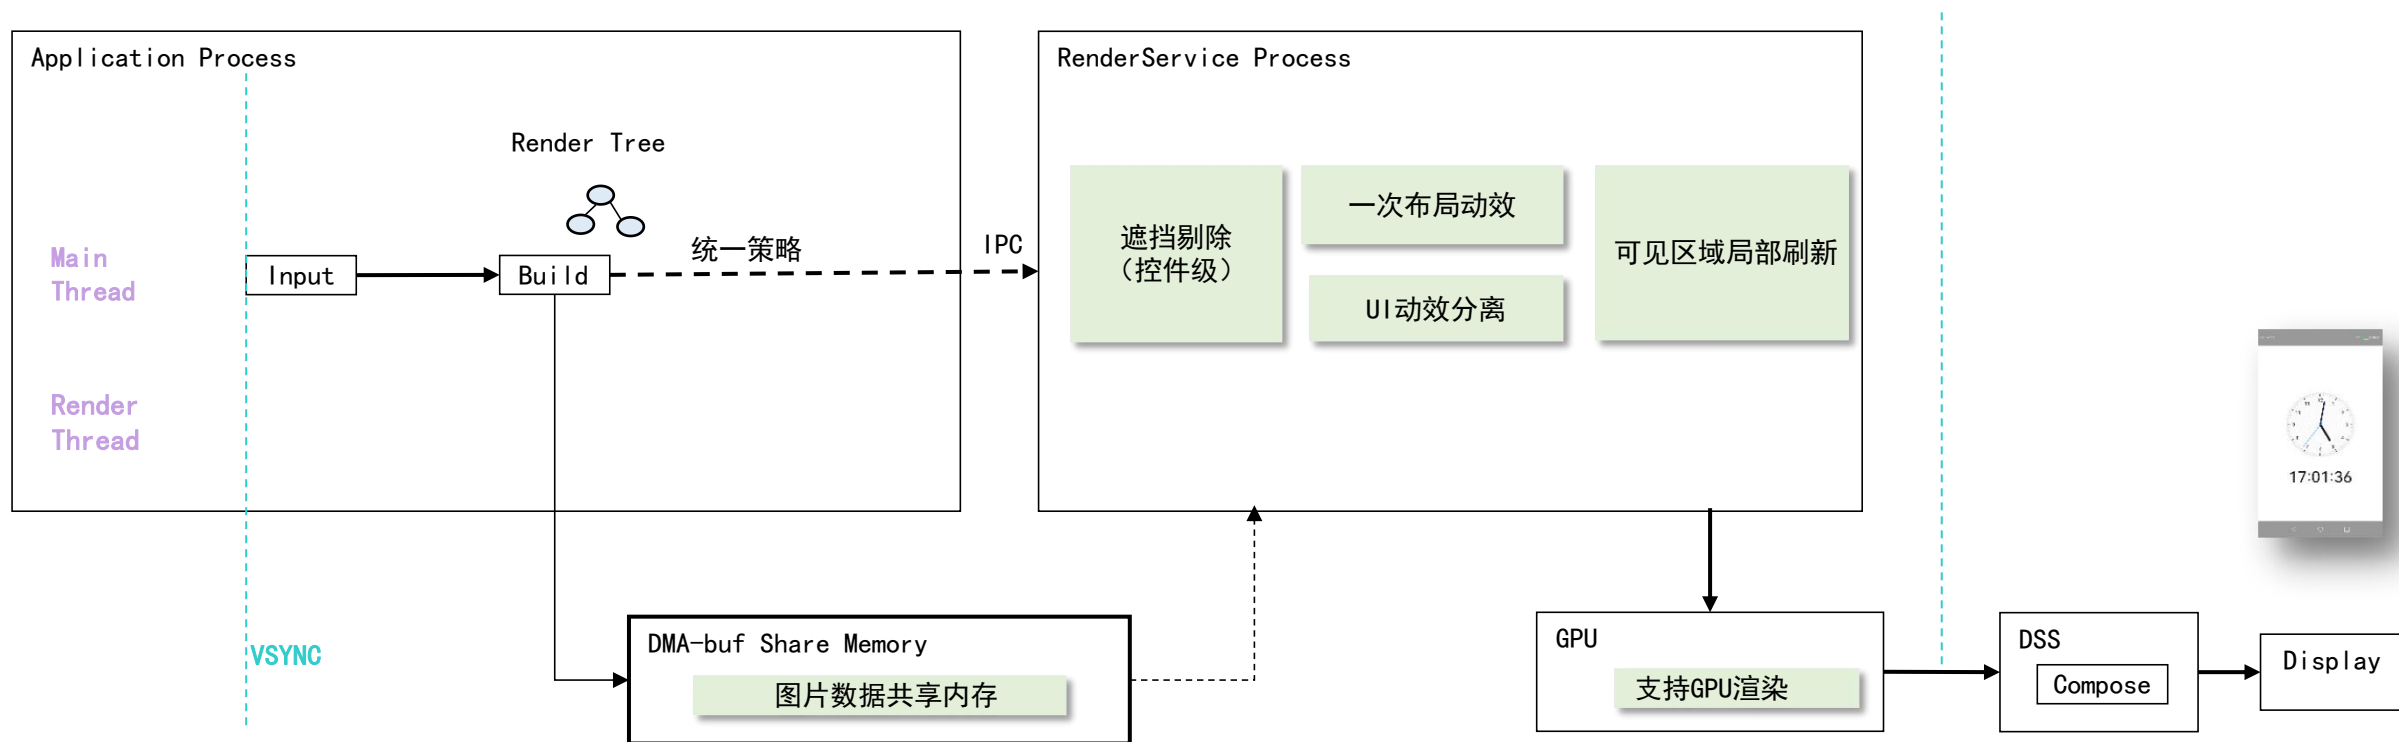 Application Process
RenderService Process
Render Tree
遮挡剔除
（控件级）
一次布局动效
UI动效分离
可见区域局部刷新
Main
Thread
Input
Build
统一策略
IPC
Render
Thread
17:01:36
VSYNC
DMA-buf Share Memory
图片数据共享内存
GPU
支持GPU渲染
DSS
Compose
Display